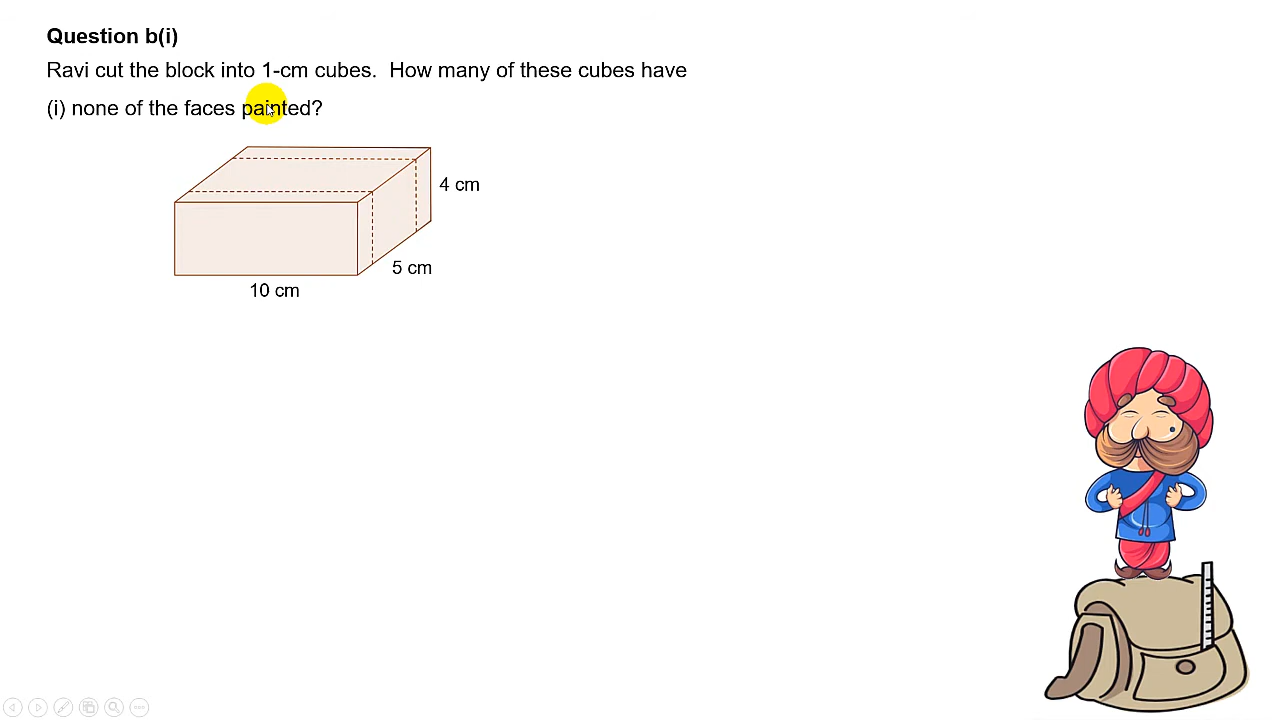 Question b(i)
Ravi cut the block into 1-cm cubes. How many of these cubes have
(i) none of the faces painted?
4 cm
5 cm
10 cm